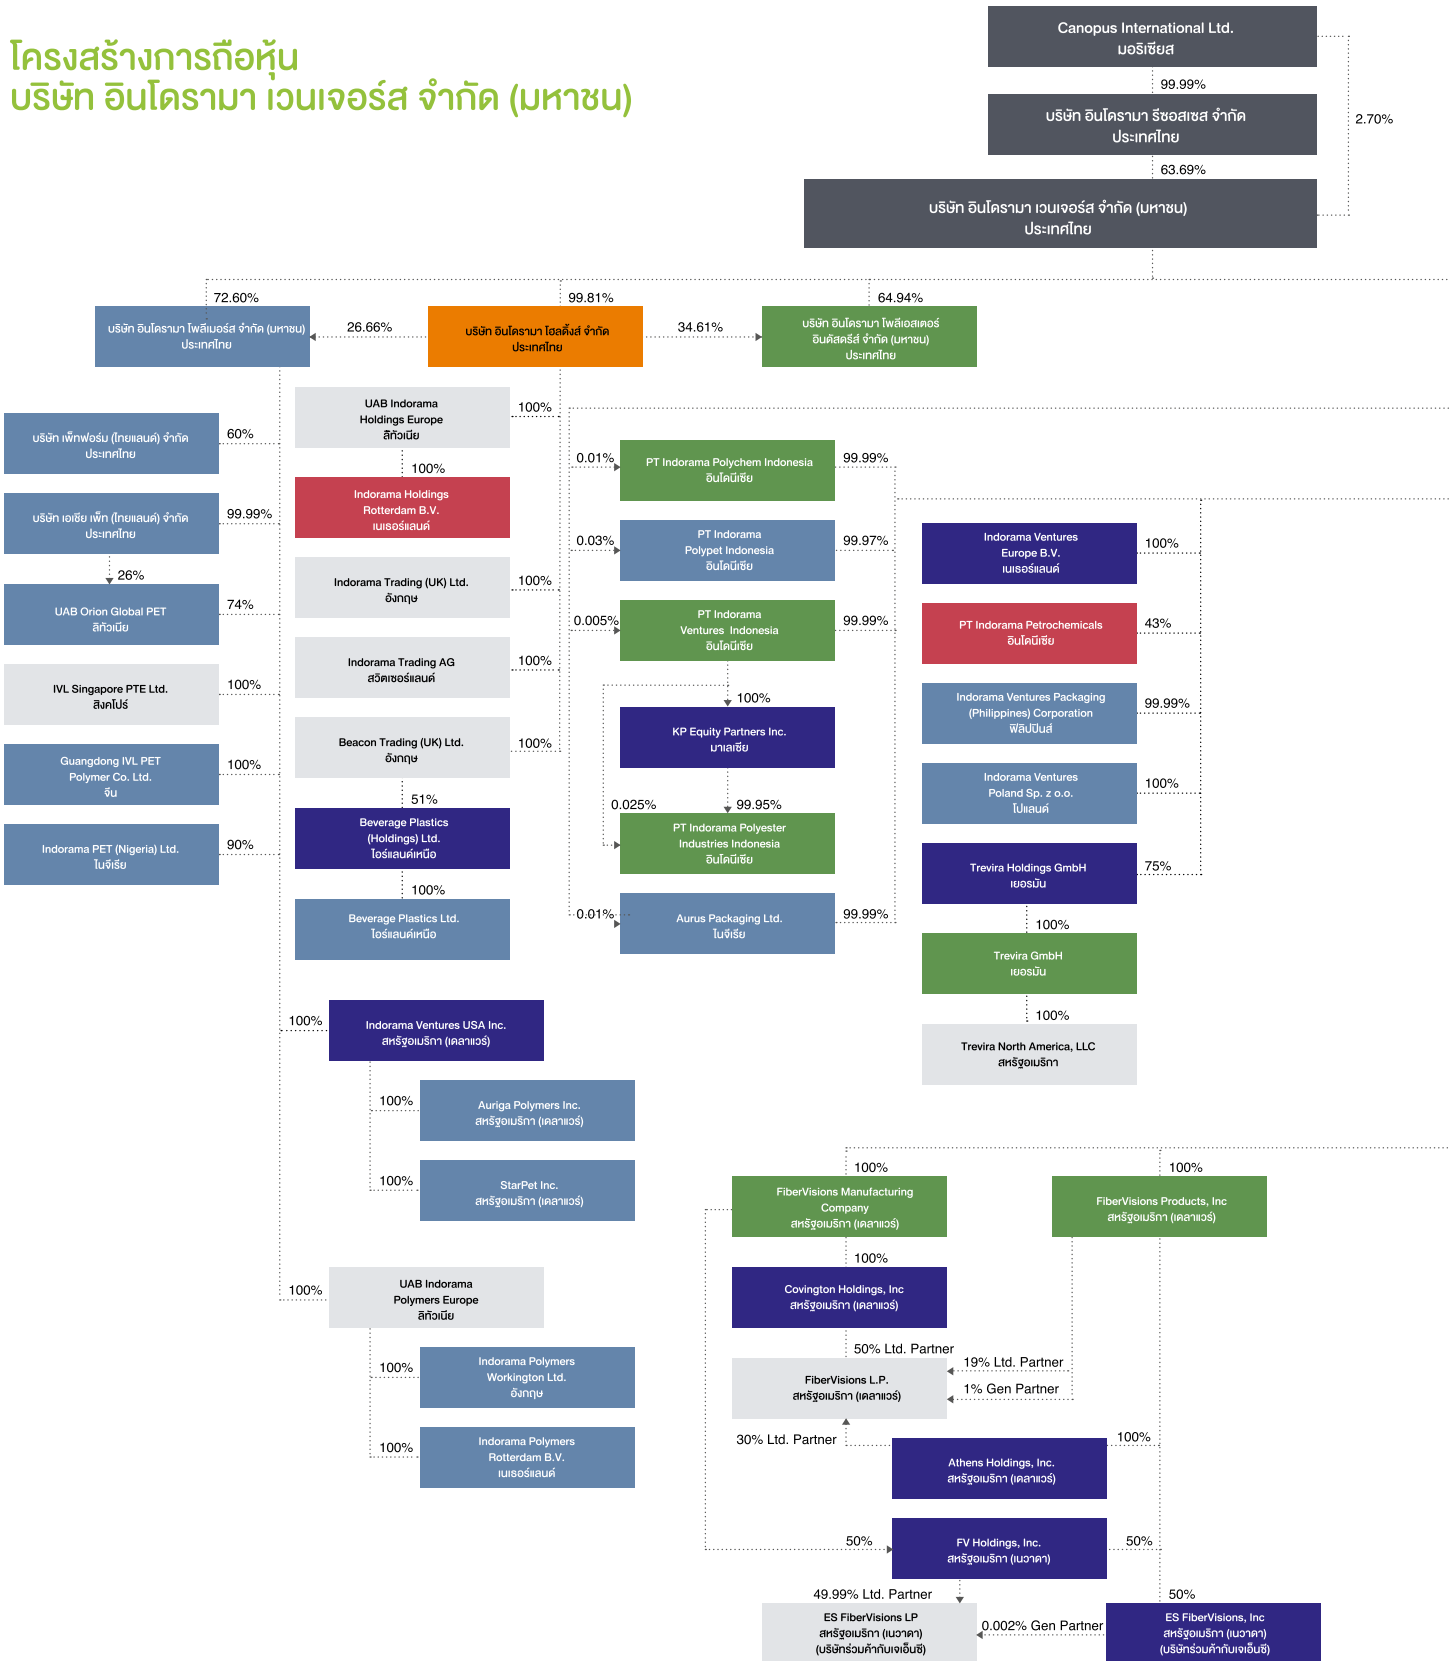 โครงสร้างการถือหุ้น
บริษัท อินโดรามา เวนเจอร์ส จำกัด (มหาชน)
Canopus International Ltd.
มอริเชียส
99.99%
2.70%
บริษัท อินโดรามา รีซอสเซส จำกัด
ประเทศไทย
63.69%
บริษัท อินโดรามา เวนเจอร์ส จำกัด (มหาชน)
ประเทศไทย
72.60%
99.81%
64.94%
บริษัท อินโดรามา โพลีเมอร์ส จำกัด (มหาชน)
ประเทศไทย
26.66%
บริษัท อินโดรามา โฮลดิ้งส์ จำกัด
ประเทศไทย
34.61%
บริษัท อินโดรามา โพลีเอสเตอร์
อินดัสตรีส์ จำกัด (มหาชน)
ประเทศไทย
บริษัท เพ็ทฟอร์ม (ไทยแลนด์) จำกัด
ประเทศไทย
60%
บริษัท เอเชีย เพ็ท (ไทยแลนด์) จำกัด
ประเทศไทย
99.99%
26%
UAB Orion Global PET
ลิทัวเนีย
74%
IVL Singapore PTE Ltd.
สิงคโปร์
100%
Guangdong IVL PET
Polymer Co. Ltd.
จีน
100%
Indorama PET (Nigeria) Ltd.
ไนจีเรีย
90%
UAB Indorama
Holdings Europe
ลิทัวเนีย
100%
100%
Indorama Holdings
Rotterdam B.V.
เนเธอร์แลนด์
Indorama Trading (UK) Ltd.
อังกฤษ
100%
Indorama Trading AG
สวิตเซอร์แลนด์
100%
Beacon Trading (UK) Ltd.
อังกฤษ
100%
51%
Beverage Plastics
(Holdings) Ltd.
ไอร์แลนด์เหนือ
100%
Beverage Plastics Ltd.
ไอร์แลนด์เหนือ
0.01%
PT Indorama Polychem Indonesia
อินโดนีเซีย
99.99%
0.03%
PT Indorama
Polypet Indonesia
อินโดนีเซีย
99.97%
0.005%
PT Indorama
Ventures Indonesia
อินโดนีเซีย
99.99%
100%
KP Equity Partners Inc.
มาเลเซีย
0.025%
99.95%
PT Indorama Polyester
Industries Indonesia
อินโดนีเซีย
0.01%
Aurus Packaging Ltd.
ไนจีเรีย
99.99%
Indorama Ventures
Europe B.V.
เนเธอร์แลนด์
100%
PT Indorama Petrochemicals
อินโดนีเซีย
43%
Indorama Ventures Packaging
(Philippines) Corporation
ฟิลิปปินส์
99.99%
Indorama Ventures
Poland Sp. z o.o.
โปแลนด์
100%
Trevira Holdings GmbH
เยอรมัน
75%
100%
Trevira GmbH
เยอรมัน
100%
Trevira North America, LLC
สหรัฐอเมริกา
100%
Indorama Ventures USA Inc.
สหรัฐอเมริกา (เดลาแวร์)
100%
Auriga Polymers Inc.
สหรัฐอเมริกา (เดลาแวร์)
100%
StarPet Inc.
สหรัฐอเมริกา (เดลาแวร์)
100%
UAB Indorama
Polymers Europe
ลิทัวเนีย
100%
Indorama Polymers
Workington Ltd.
อังกฤษ
100%
Indorama Polymers
Rotterdam B.V.
เนเธอร์แลนด์
100%
FiberVisions Manufacturing
Company
สหรัฐอเมริกา (เดลาแวร์)
100%
FiberVisions Products, Inc
สหรัฐอเมริกา (เดลาแวร์)
100%
Covington Holdings, Inc
สหรัฐอเมริกา (เดลาแวร์)
50% Ltd. Partner
19% Ltd. Partner
FiberVisions L.P.
สหรัฐอเมริกา (เดลาแวร์)
1% Gen Partner
30% Ltd. Partner
100%
Athens Holdings, Inc.
สหรัฐอเมริกา (เดลาแวร์)
50%
FV Holdings, Inc.
สหรัฐอเมริกา (เนวาดา)
50%
49.99% Ltd. Partner
50%
ES FiberVisions LP
สหรัฐอเมริกา (เนวาดา)
(บริษัทร่วมค้ากับเจเอ็นซี)
0.002% Gen Partner
ES FiberVisions, Inc
สหรัฐอเมริกา (เนวาดา)
(บริษัทร่วมค้ากับเจเอ็นซี)